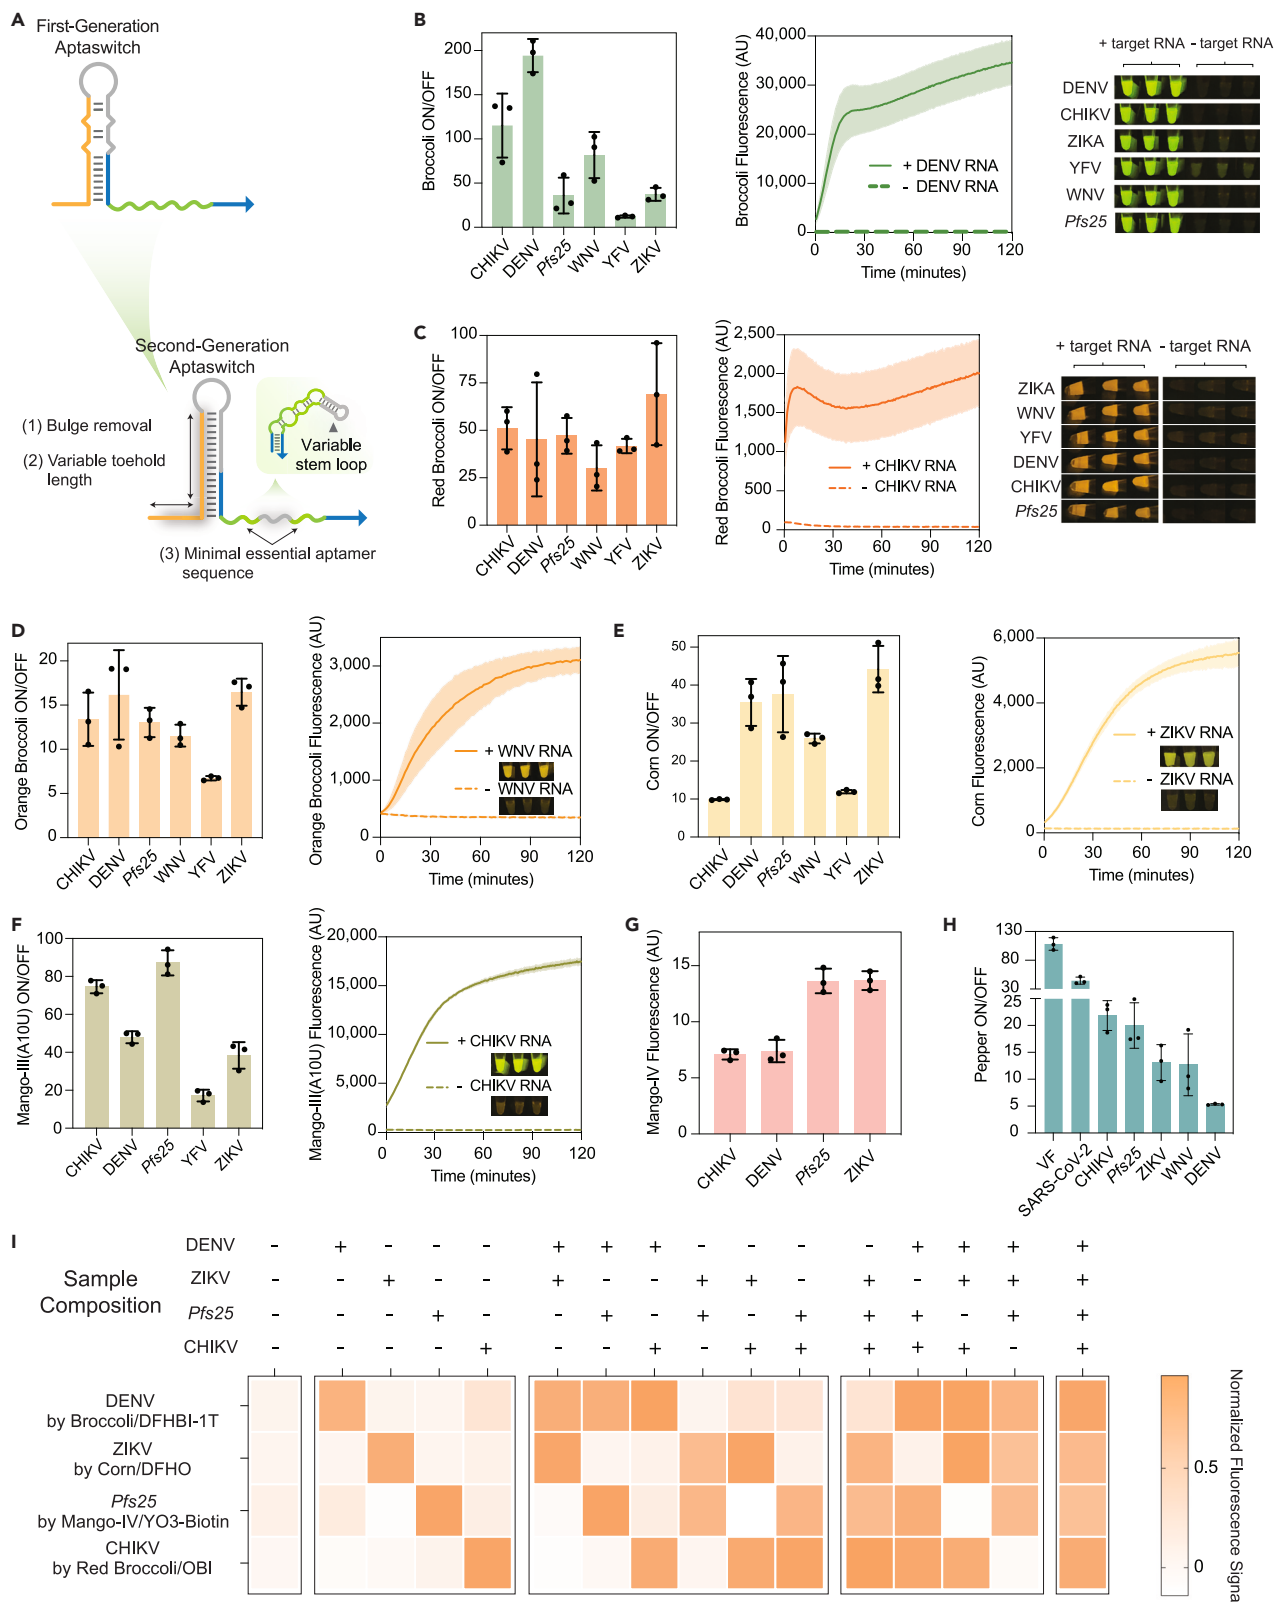 A
First-Generation
Aptaswitch
Second-Generation
Aptaswitch
(1) Bulge removal
(2) Variable toehold
length
Variable
stem loop
(3) Minimal essential aptamer
sequence
B
Broccoli ON/OFF
200
150
100
50
0
CHIKV
DENV
Pfs25
WNV
YFV
ZIKV
Broccoli Fluorescence (AU)
40,000
30,000
20,000
10,000
0
+ DENV RNA
- DENV RNA
0 30 60 90 120
Time (minutes)
+ target RNA - target RNA
DENV
CHIKV
ZIKA
YFV
WNV
Pfs25
C
Red Broccoli ON/OFF
100
75
50
25
0
CHIKV
DENV
Pfs25
WNV
YFV
ZIKV
Red Broccoli Fluorescence (AU)
2,500
2,000
1,500
1,000
500
0
+ CHIKV RNA
- CHIKV RNA
0 30 60 90 120
Time (minutes)
+ target RNA - target RNA
ZIKA
WNV
YFV
DENV
CHIKV
Pfs25
D
Orange Broccoli ON/OFF
20
15
10
5
0
CHIKV
DENV
Pfs25
WNV
YFV
ZIKV
Orange Broccoli Fluorescence (AU)
3,000
2,000
1,000
0
+ WNV RNA
- WNV RNA
0 30 60 90 120
Time (minutes)
E
Corn ON/OFF
50
40
30
20
10
0
CHIKV
DENV
Pfs25
WNV
YFV
ZIKV
Corn Fluorescence (AU)
6,000
4,000
2,000
0
+ ZIKV RNA
- ZIKV RNA
0 30 60 90 120
Time (minutes)
F
Mango-III(A10U) ON/OFF
100
80
60
40
20
0
CHIKV
DENV
Pfs25
YFV
ZIKV
Mango-III(A10U) Fluorescence (AU)
20,000
15,000
10,000
5,000
0
+ CHIKV RNA
- CHIKV RNA
0 30 60 90 120
Time (minutes)
G
Mango-IV Fluorescence (AU)
15
10
5
0
CHIKV
DENV
Pfs25
ZIKV
H
Pepper ON/OFF
130
80
30
25
20
15
10
5
0
VF
SARS-CoV-2
CHIKV
Pfs25
ZIKV
WNV
DENV
I
Sample
Composition
DENV - + - - - + + + - - - - + + + +
ZIKV - - + - - + - - + + - + - + + +
Pfs25 - - - + - - + - + - + + + - + +
CHIKV - - - - + - - + - + + + + + - +
DENV
by Broccoli/DFHBI-1T
ZIKV
by Corn/DFHO
Pfs25
by Mango-IV/YO3-Biotin
CHIKV
by Red Broccoli/OBI
0.5
0
Normalized Fluorescence Signa